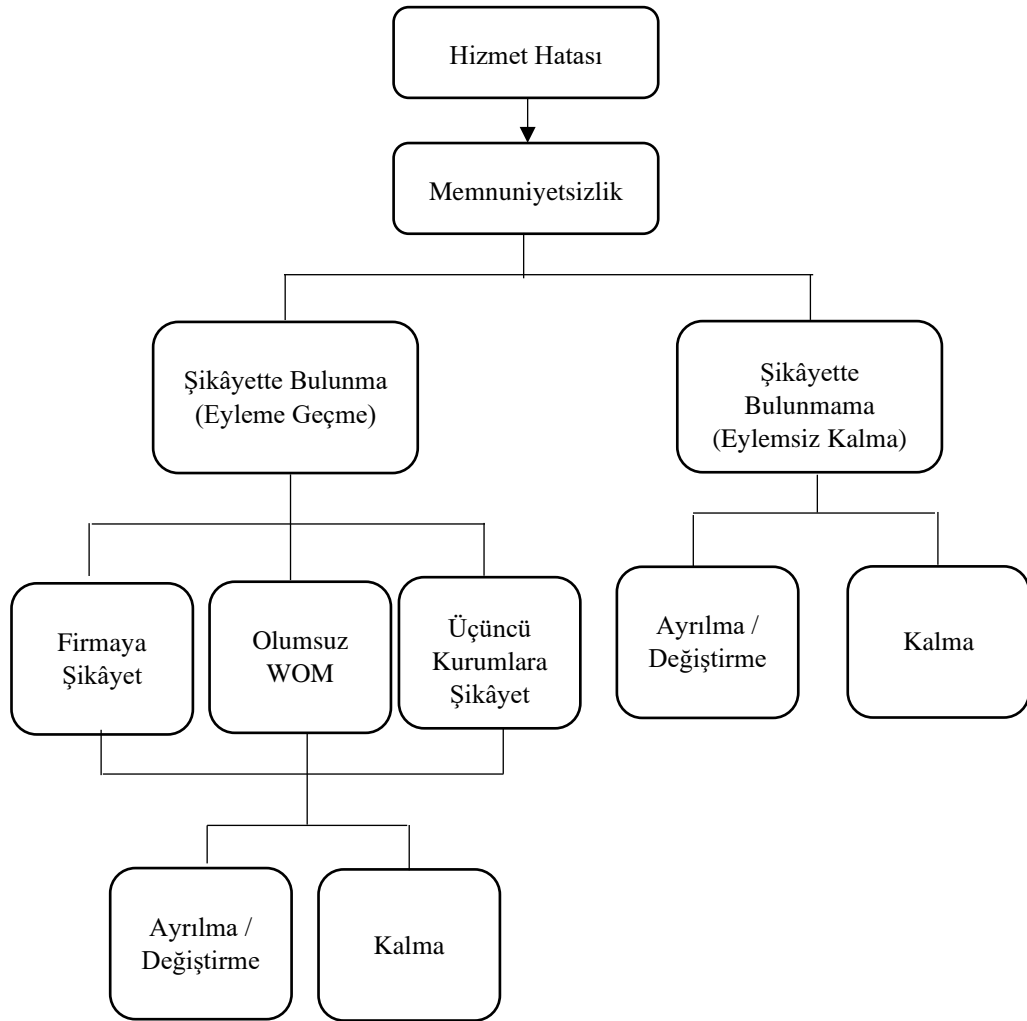 Hizmet Hatası
Memnuniyetsizlik
Şikâyette Bulunma
(Eyleme Geçme)
Şikâyette
Bulunmama
(Eylemsiz Kalma)
Firmaya
Şikâyet
Olumsuz
WOM
Üçüncü
Kurumlara
Şikâyet
Ayrılma /
Değiştirme
Kalma
Ayrılma /
Değiştirme
Kalma